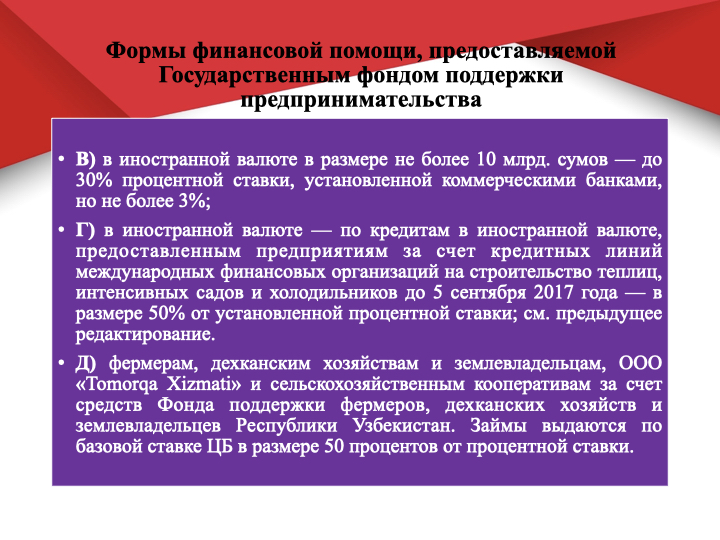 Формы финансовой помощи, предоставляемой
Государственным фондом поддержки
предпринимательства
• В) в иностранной валюте в размере не более 10 млрд. сумов — до
30% процентной ставки, установленной коммерческими банками,
но не более 3%;
• Г) в иностранной валюте — по кредитам в иностранной валюте,
предоставленным предприятиям за счет кредитных линий
международных финансовых организаций на строительство теплиц,
интенсивных садов и холодильников до 5 сентября 2017 года — в
размере 50% от установленной процентной ставки; см. предыдущее
редактирование.
• Д) фермерам, дехканским хозяйствам и землевладельцам, ООО
«Tomorqa Xizmati» и сельскохозяйственным кооперативам за счет
средств Фонда поддержки фермеров, дехканских хозяйств и
землевладельцев Республики Узбекистан. Займы выдаются по
базовой ставке ЦБ в размере 50 процентов от процентной ставки.